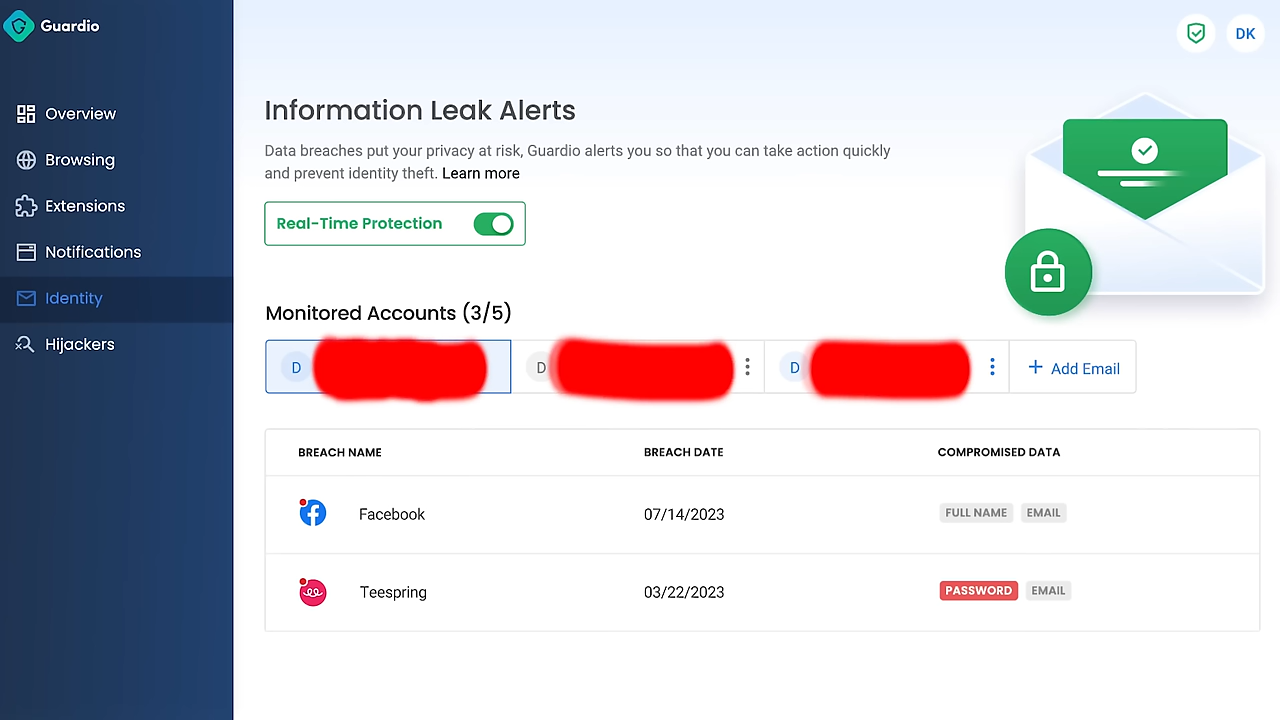 Guardio
DK
Overview
Browsing
Extensions
Notifications
Identity
Hijackers
Information Leak Alerts
Data breaches put your privacy at risk, Guardio alerts you so that you can take action quickly
and prevent identity theft. Learn more
Real-Time Protection
Monitored Accounts (3/5)
D D D + Add Email
BREACH NAME BREACH DATE COMPROMISED DATA
Facebook 07/14/2023 FULL NAME EMAIL
Teespring 03/22/2023 PASSWORD EMAIL